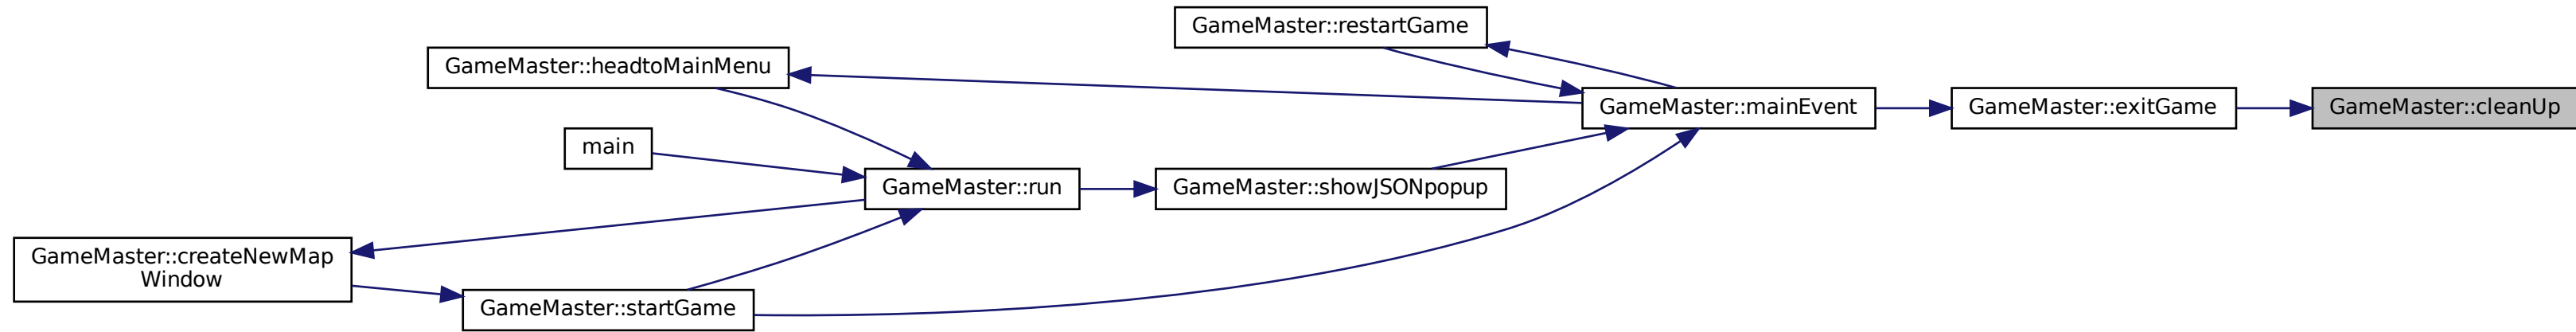 GameMaster::restartGame
GameMaster::headtoMainMenu
GameMaster::mainEvent
GameMaster::exitGame
GameMaster::cleanUp
main
GameMaster::run
GameMaster::showJSONpopup
GameMaster::createNewMap
Window
GameMaster::startGame